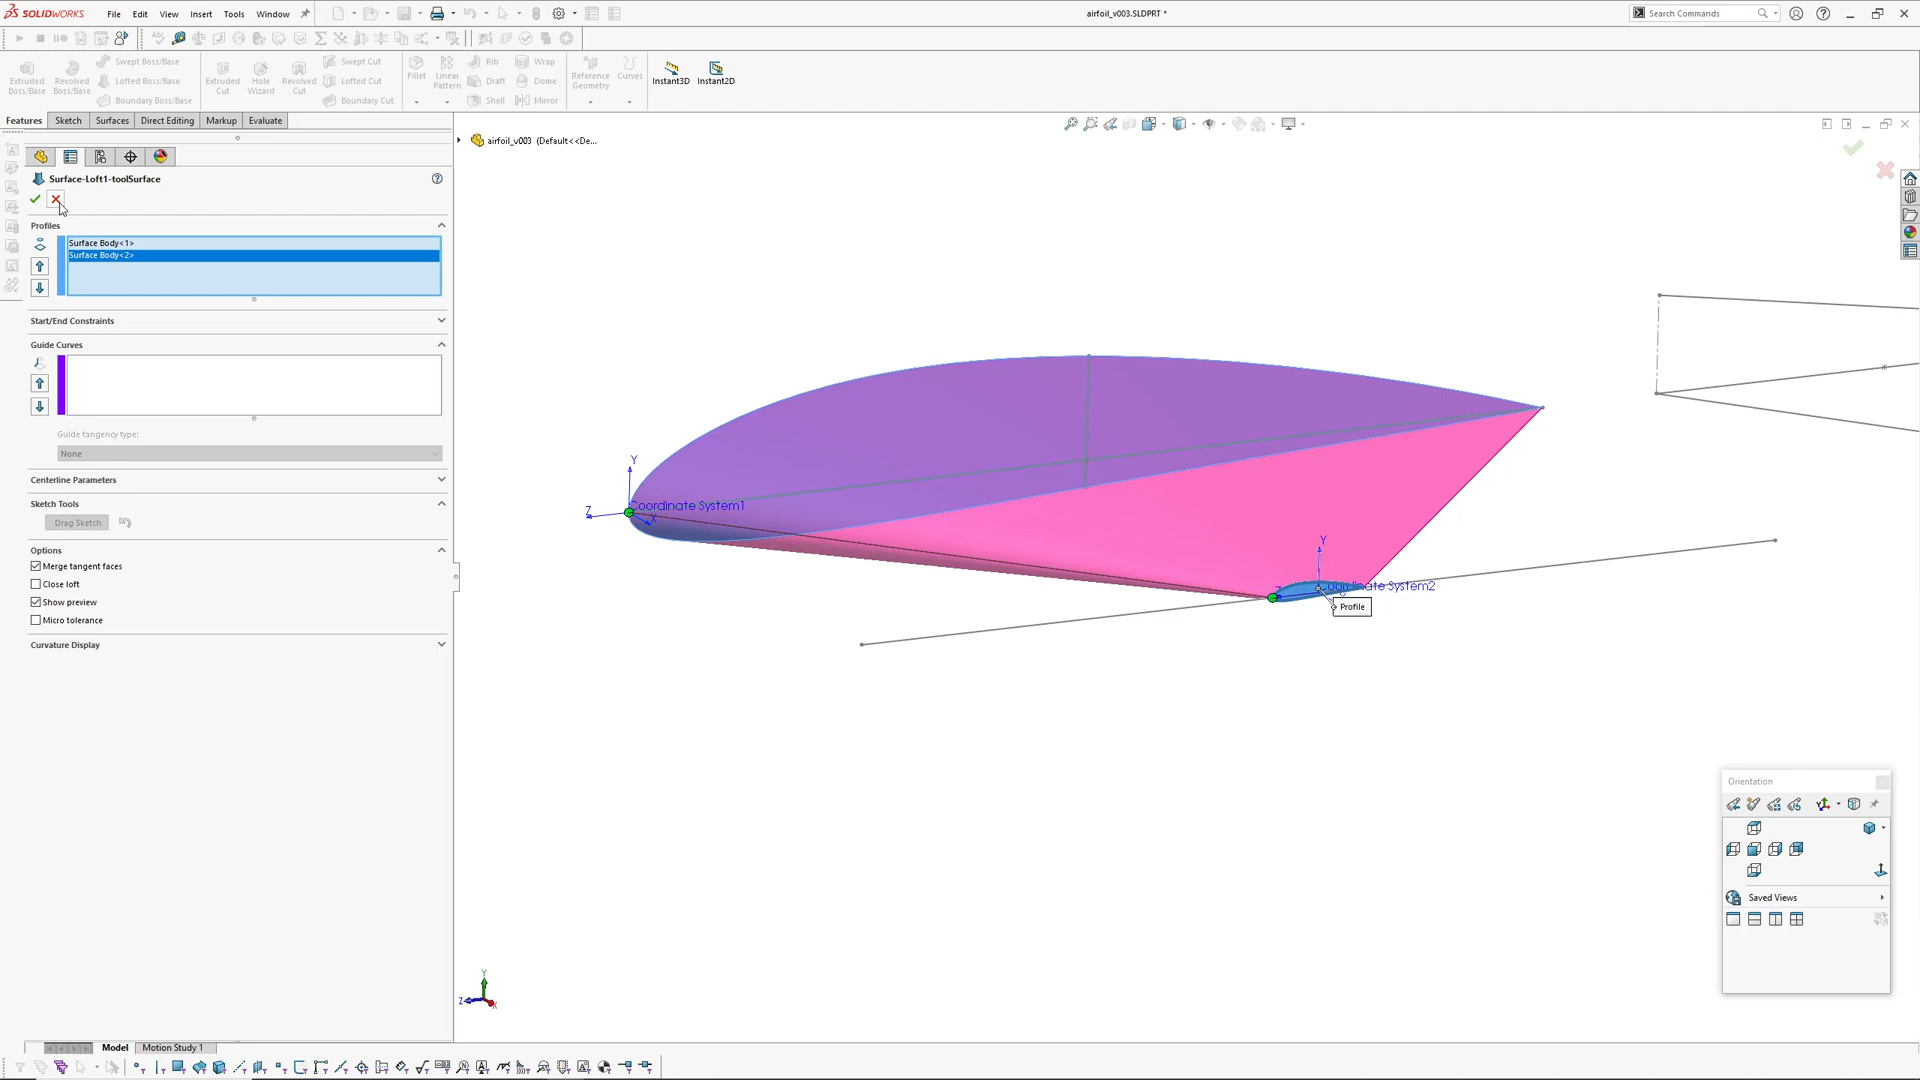 SOLIDWORKS File Edit View Insert Tools Window airfoil_v003.SLDPRT * Search Commands
Extruded Boss/Base
Revolved Boss/Base
Swept Boss/Base
Lofted Boss/Base
Boundary Boss/Base
Extruded Cut
Hole Wizard
Revolved Cut
Swept Cut
Lofted Cut
Boundary Cut
Fillet
Linear Pattern
Rib
Draft
Shell
Wrap
Dome
Mirror
Reference Geometry
Curves
Instant3D
Instant2D
Features Sketch Surfaces Direct Editing Markup Evaluate
airfoil_v003 (Default<<De...
Surface-Loft1-toolSurface
Profiles
Surface Body<1>
Surface Body<2>
Start/End Constraints
Guide Curves
Guide tangency type:
None
Centerline Parameters
Sketch Tools
Drag Sketch
Options
Merge tangent faces
Close loft
Show preview
Micro tolerance
Curvature Display
Y
Z
X
Coordinate System1
Y
Z
Coordinate System2
Profile
Orientation
Saved Views
Y
Z
X
Model Motion Study 1